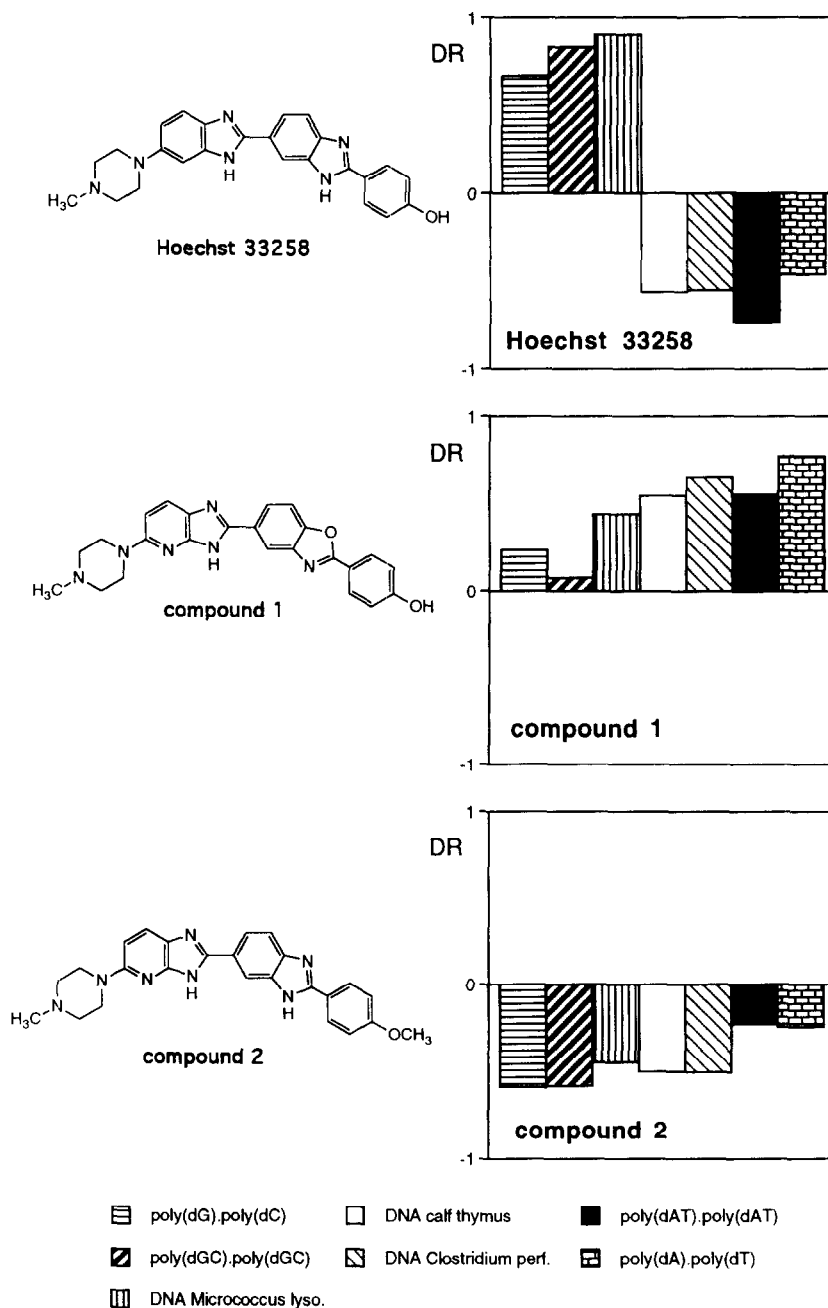 1
DR
0
-1
Hoechst 33258
N
N
H
N
N
H
N
N
H3C
OH
Hoechst 33258
1
DR
0
-1
compound 1
N
N
H
N
O
N
N
N
H3C
OH
compound 1
1
DR
0
-1
compound 2
N
N
H
N
N
N
H
N
N
H3C
OCH3
compound 2
poly(dG).poly(dC)
DNA calf thymus
poly(dAT).poly(dAT)
poly(dGC).poly(dGC)
DNA Clostridium perf.
poly(dA).poly(dT)
DNA Micrococcus lyso.